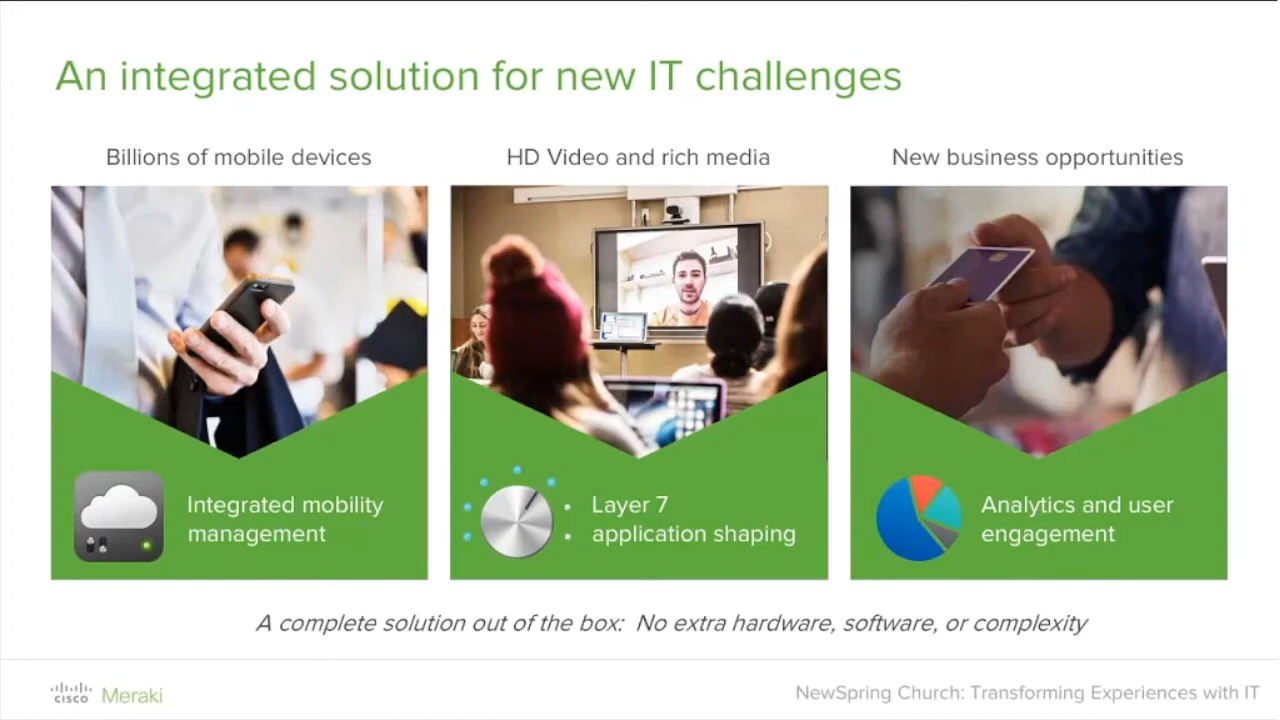 An integrated solution for new IT challenges
Billions of mobile devices
HD Video and rich media
New business opportunities
Integrated mobility
management
Layer 7
application shaping
Analytics and user
engagement
A complete solution out of the box: No extra hardware, software, or complexity
CISCO Meraki
NewSpring Church: Transforming Experiences with IT